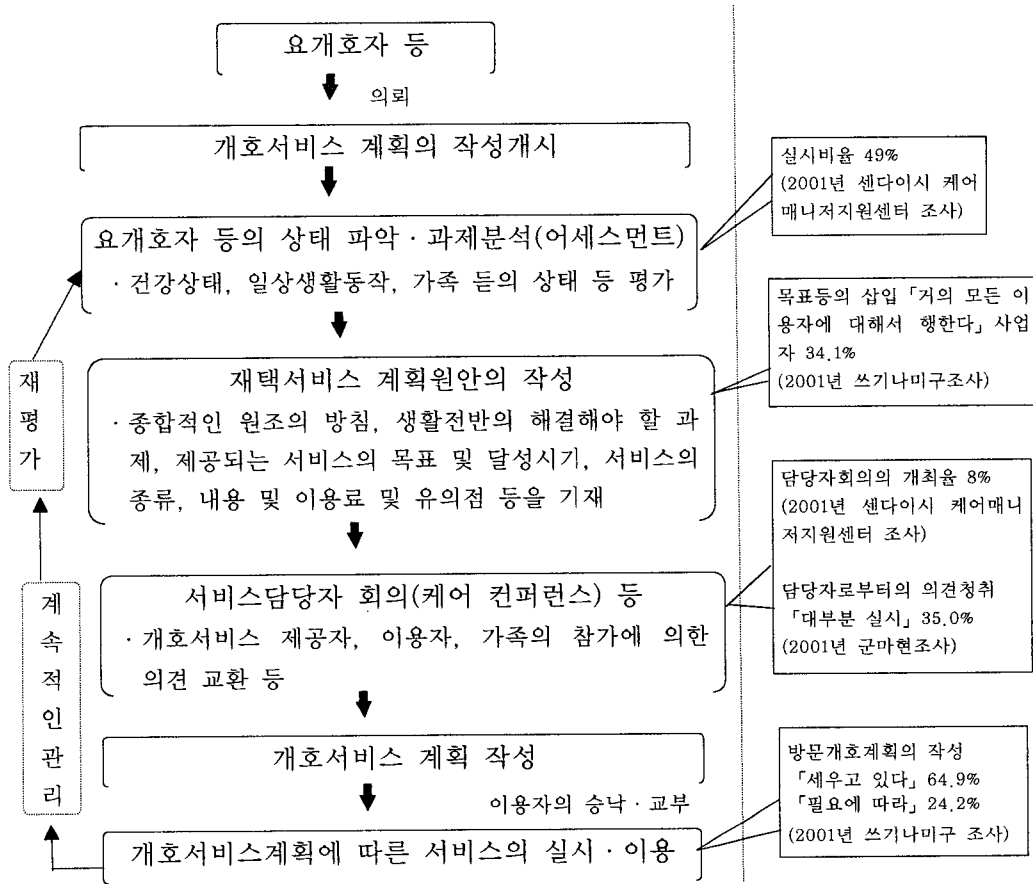 요개호자 등
의뢰
개호서비스 계획의 작성개시
요개호자 등의 상태 파악 · 과제분석(어세스먼트)
· 건강상태, 일상생활동작, 가족 듣의 상태 등 평가
재택서비스 계획원안의 작성
· 종합적인 원조의 방침, 생활전반의 해결해야 할 과
제, 제공되는 서비스의 목표 및 달성시기, 서비스의
종류, 내용 및 이용료 및 유의점 등을 기재
서비스담당자 회의(케어 컨퍼런스) 등
· 개호서비스 제공자, 이용자, 가족의 참가에 의한
의견 교환 등
개호서비스 계획 작성
이용자의 승낙 · 교부
개호서비스계획에 따른 서비스의 실시 · 이용
재
평
가
계
속
적
인
관
리
실시비율 49%
(2001년 센다이시 케어
매니저지원센터 조사)
목표등의 삽입 「거의 모든 이
용자에 대해서 행한다」 사업
자 34.1%
(2001년 쓰기나미구조사)
담당자회의의 개최율 8%
(2001년 센다이시 케어매니
저지원센터 조사)
담당자로부터의 의견청취
「대부분 실시」 35.0%
(2001년 군마현조사)
방문개호계획의 작성
「세우고 있다」 64.9%
「필요에 따라」 24.2%
(2001년 쓰기나미구 조사)